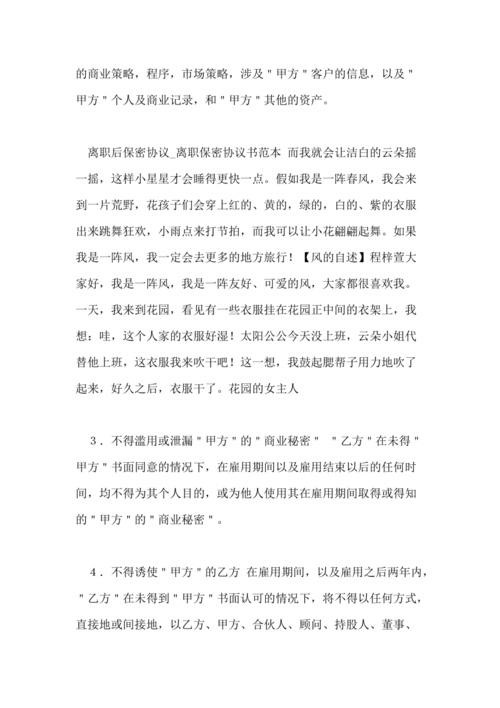 的商业策略，程序，市场策略，涉及＂甲方＂客户的信息，以及＂
甲方＂个人及商业记录，和＂甲方＂其他的资产。
离职后保密协议_离职保密协议书范本 而我就会让洁白的云朵摇
一摇，这样小星星才会睡得更快一点。假如我是一阵春风，我会来
到一片荒野，花孩子们会穿上红的、黄的，绿的，白的、紫的衣服
出来跳舞狂欢，小雨点来打节拍，而我可以让小花翩翩起舞。如果
我是一阵风，我一定会去更多的地方旅行！【风的自述】程梓萱大
家好，我是一阵风，我是一阵友好、可爱的风，大家都很喜欢我。
一天，我来到花园，看见有一些衣服挂在花园正中间的衣架上，我
想：哇，这个人家的衣服好湿！太阳公公今天没上班，云朵小姐代
替他上班，这衣服我来吹干吧！这一想，我鼓起腮帮子用力地吹了
起来，好久之后，衣服干了。花园的女主人
３．不得滥用或泄漏＂甲方＂的＂商业秘密＂ ＂乙方＂在未得＂
甲方＂书面同意的情况下，在雇用期间以及雇用结束以后的任何时
间，均不得为其个人目的，或为他人使用其在雇用期间取得或得知
的＂甲方＂的＂商业秘密＂。
４．不得诱使＂甲方＂的乙方 在雇用期间，以及雇用之后两年内，
＂乙方＂在未得到＂甲方＂书面认可的情况下，将不得以任何方式，
直接地或间接地，以乙方、甲方、合伙人、顾问、持股人、董事、